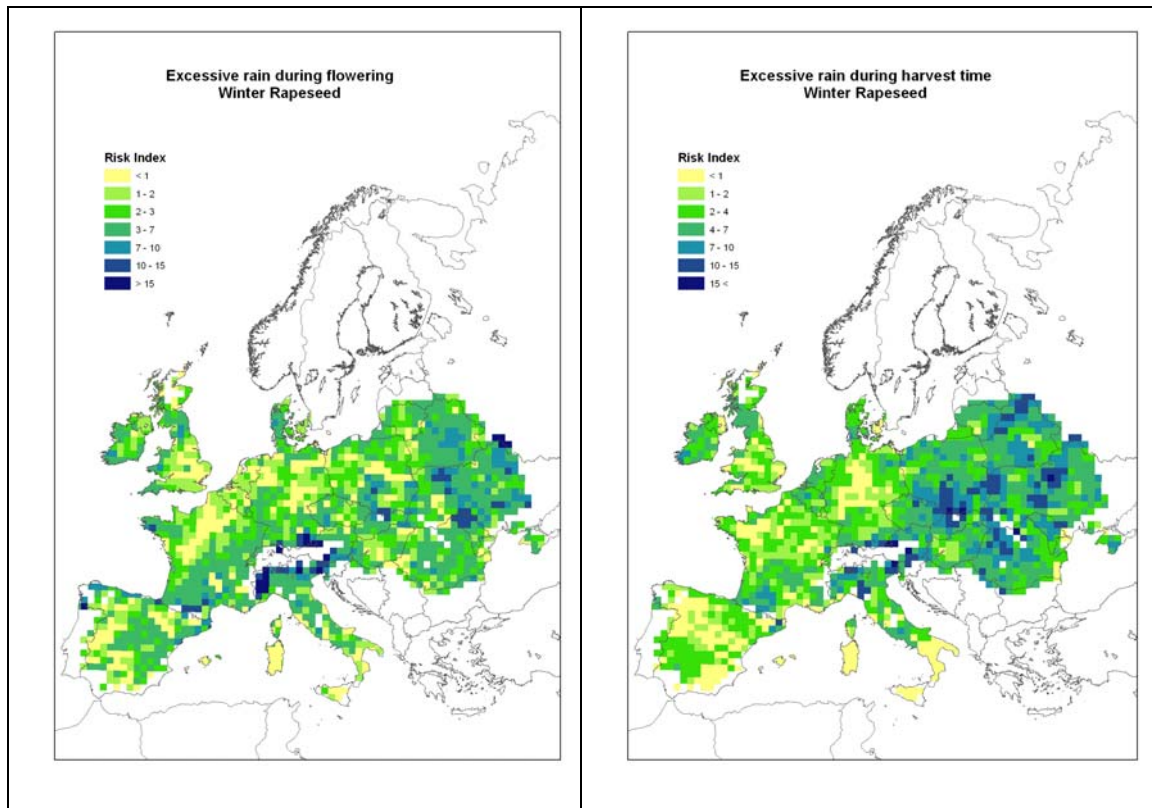 Excessive rain during flowering
Winter Rapeseed
Risk Index
< 1
1 - 2
2 - 3
3 - 7
7 - 10
10 - 15
> 15
Excessive rain during harvest time
Winter Rapeseed
Risk Index
< 1
1 - 2
2 - 4
4 - 7
7 - 10
10 - 15
15 <